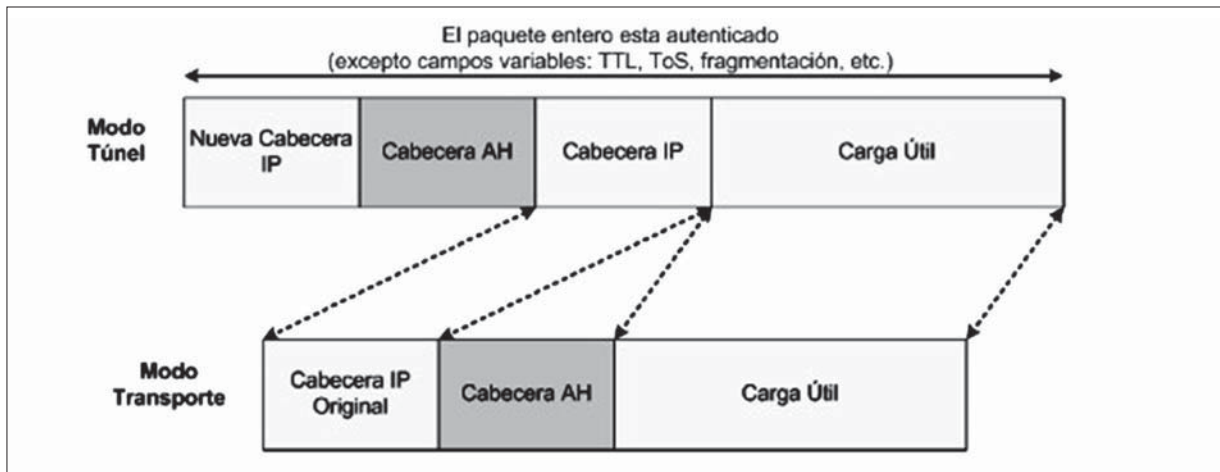 El paquete entero esta autenticado
(excepto campos variables: TTL, ToS, fragmentación, etc.)
Modo
Túnel
Nueva Cabecera
IP
Cabecera AH
Cabecera IP
Carga Útil
Modo
Transporte
Cabecera IP
Original
Cabecera AH
Carga Útil